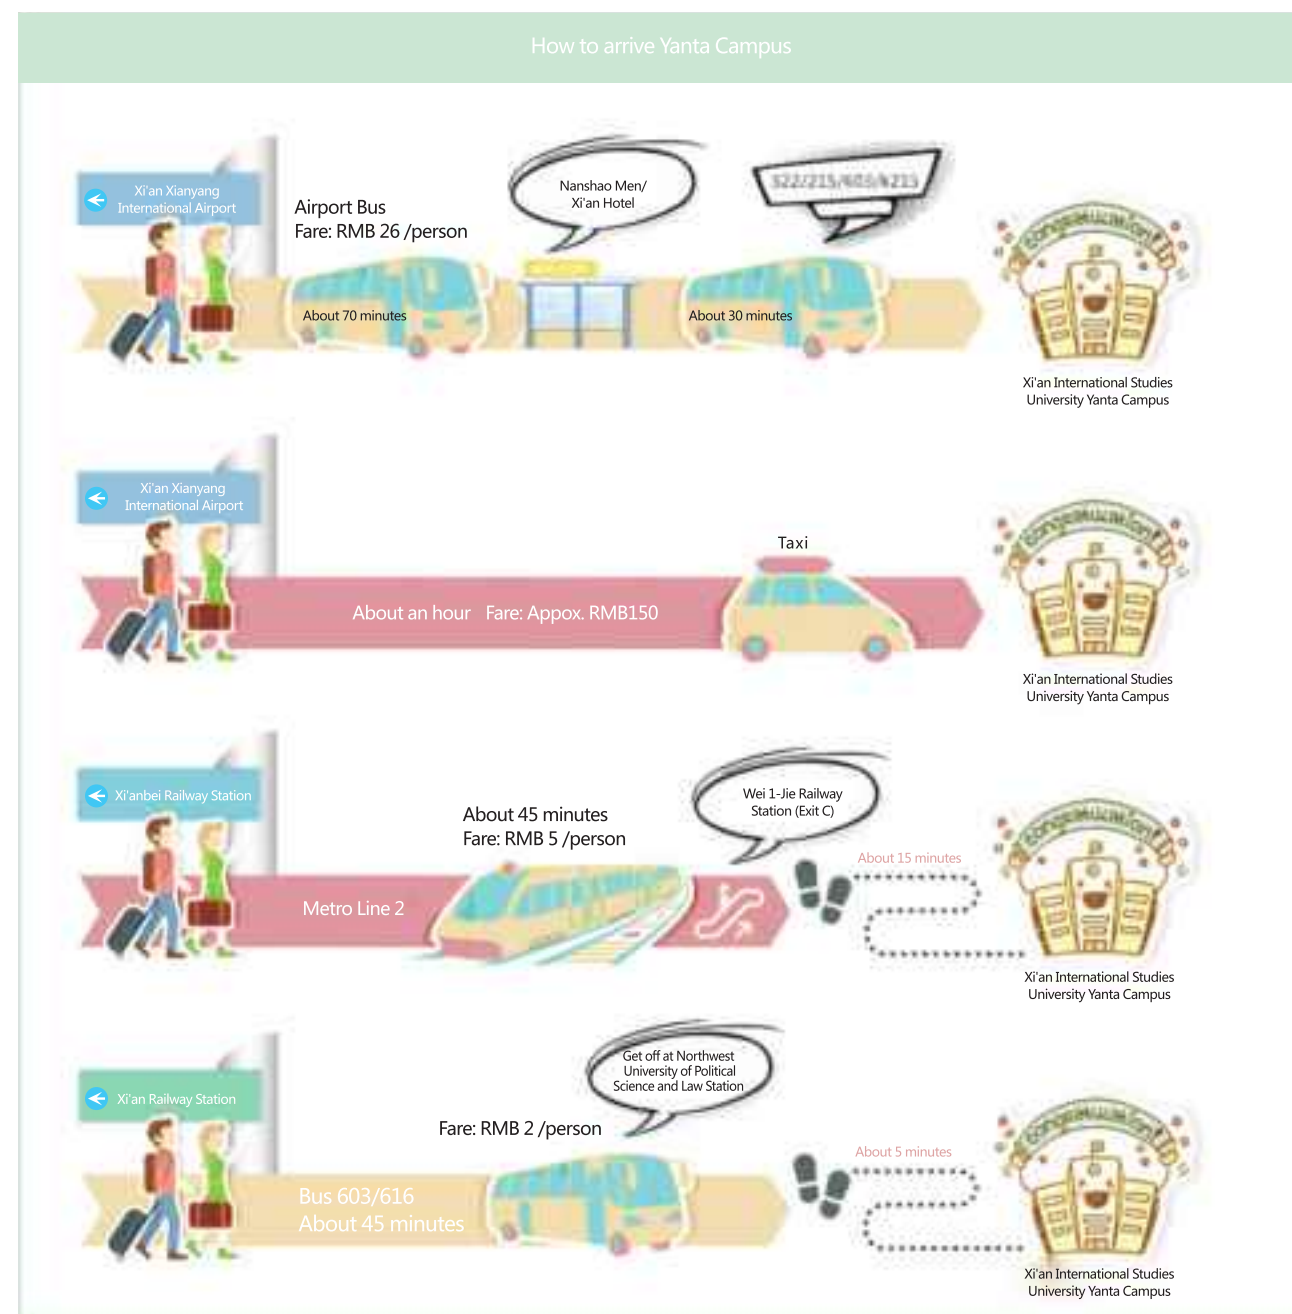 How to arrive Yanta Campus
Xi'an Xianyang
International Airport
Airport Bus
Fare: RMB 26 /person
About 70 minutes
Nanshao Men/
Xi'an Hotel
About 30 minutes
Xi'an International Studies
University Yanta Campus
Xi'an Xianyang
International Airport
About an hour Fare: Appox. RMB150
Taxi
Xi'an International Studies
University Yanta Campus
Xi'anbei Railway Station
Metro Line 2
About 45 minutes
Fare: RMB 5 /person
Wei 1-Jie Railway
Station (Exit C)
About 15 minutes
Xi'an International Studies
University Yanta Campus
Xi'an Railway Station
Bus 603/616
About 45 minutes
Fare: RMB 2 /person
Get off at Northwest
University of Political
Science and Law Station
About 5 minutes
Xi'an International Studies
University Yanta Campus